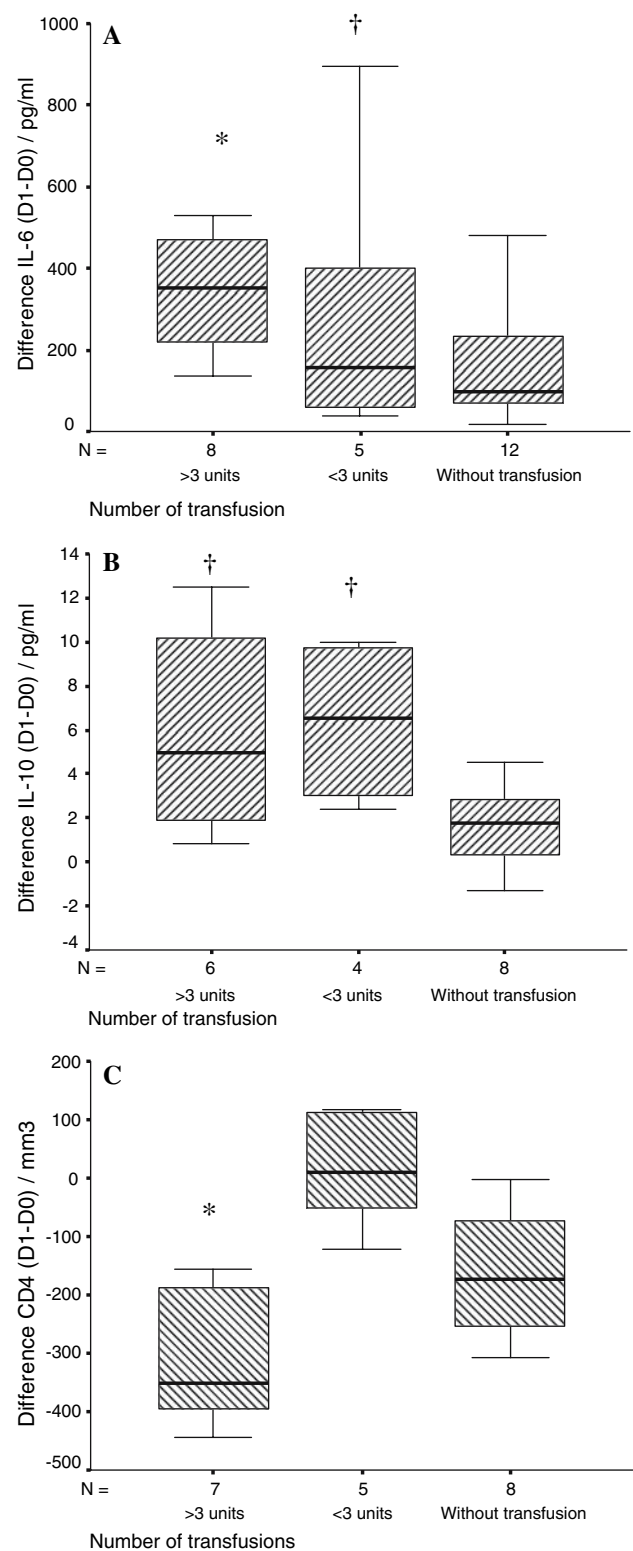 A
†
*
1000
800
600
400
200
0
Difference IL-6 (D1-D0) / pg/ml
N = 8 5 12
>3 units <3 units Without transfusion
Number of transfusion
B
†
†
14
12
10
8
6
4
2
0
-2
-4
Difference IL-10 (D1-D0) / pg/ml
N = 6 4 8
>3 units <3 units Without transfusion
Number of transfusion
C
*
200
100
0
-100
-200
-300
-400
-500
Difference CD4 (D1-D0) / mm3
N = 7 5 8
>3 units <3 units Without transfusion
Number of transfusions